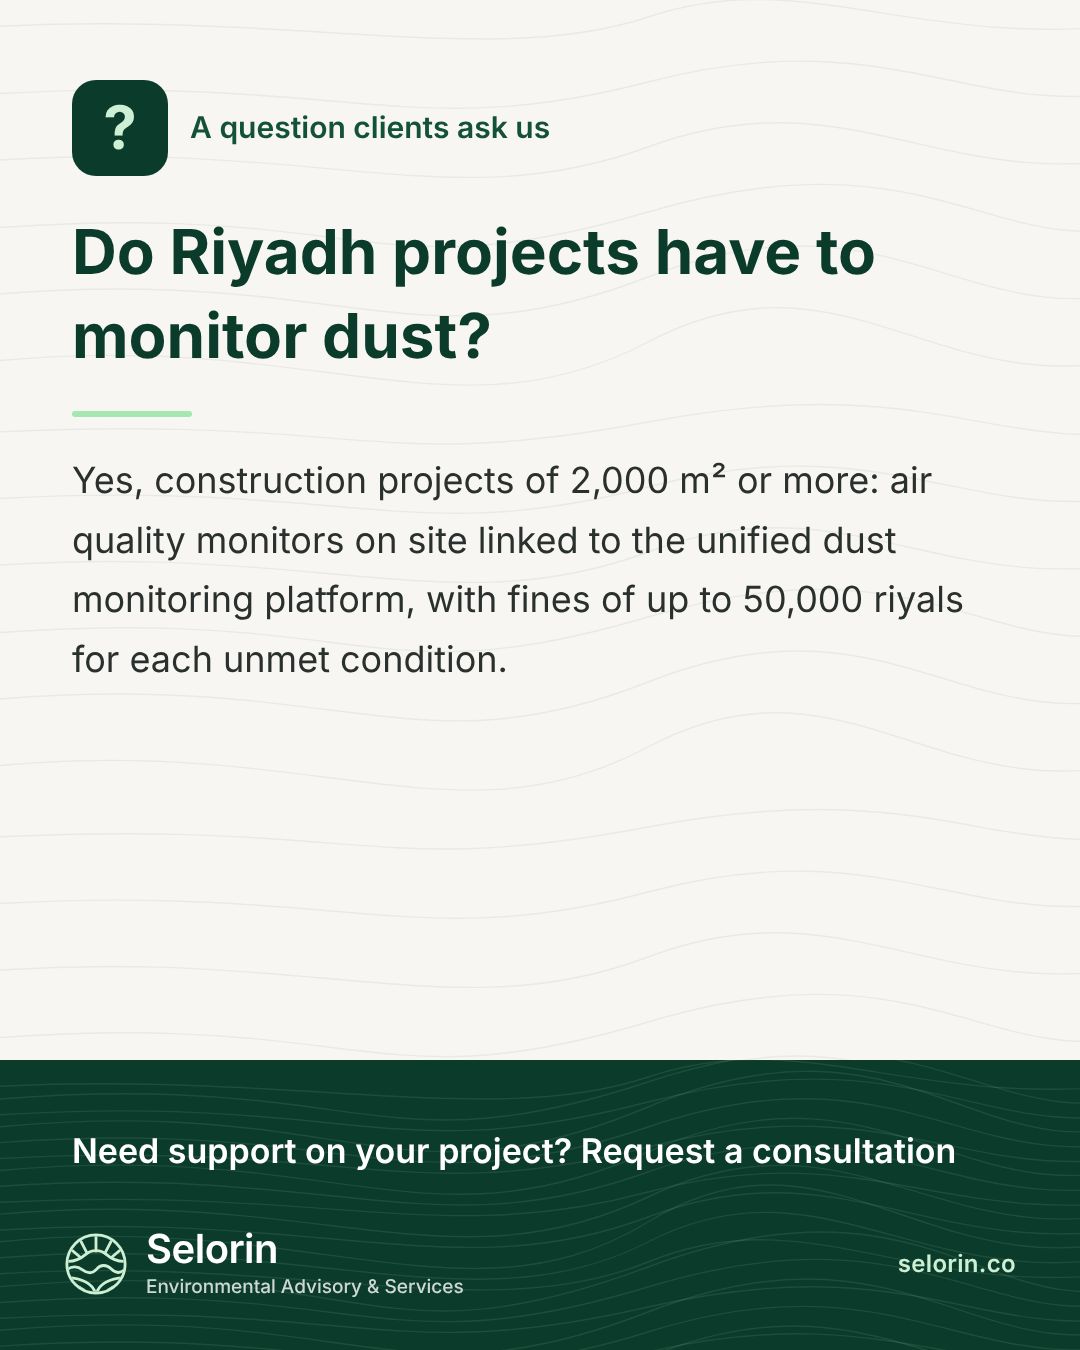 ?
A question clients ask us
Do Riyadh projects have to
monitor dust?
Yes, construction projects of 2,000 m² or more: air
quality monitors on site linked to the unified dust
monitoring platform, with fines of up to 50,000 riyals
for each unmet condition.
Need support on your project? Request a consultation
Selorin
Environmental Advisory & Services
selorin.co